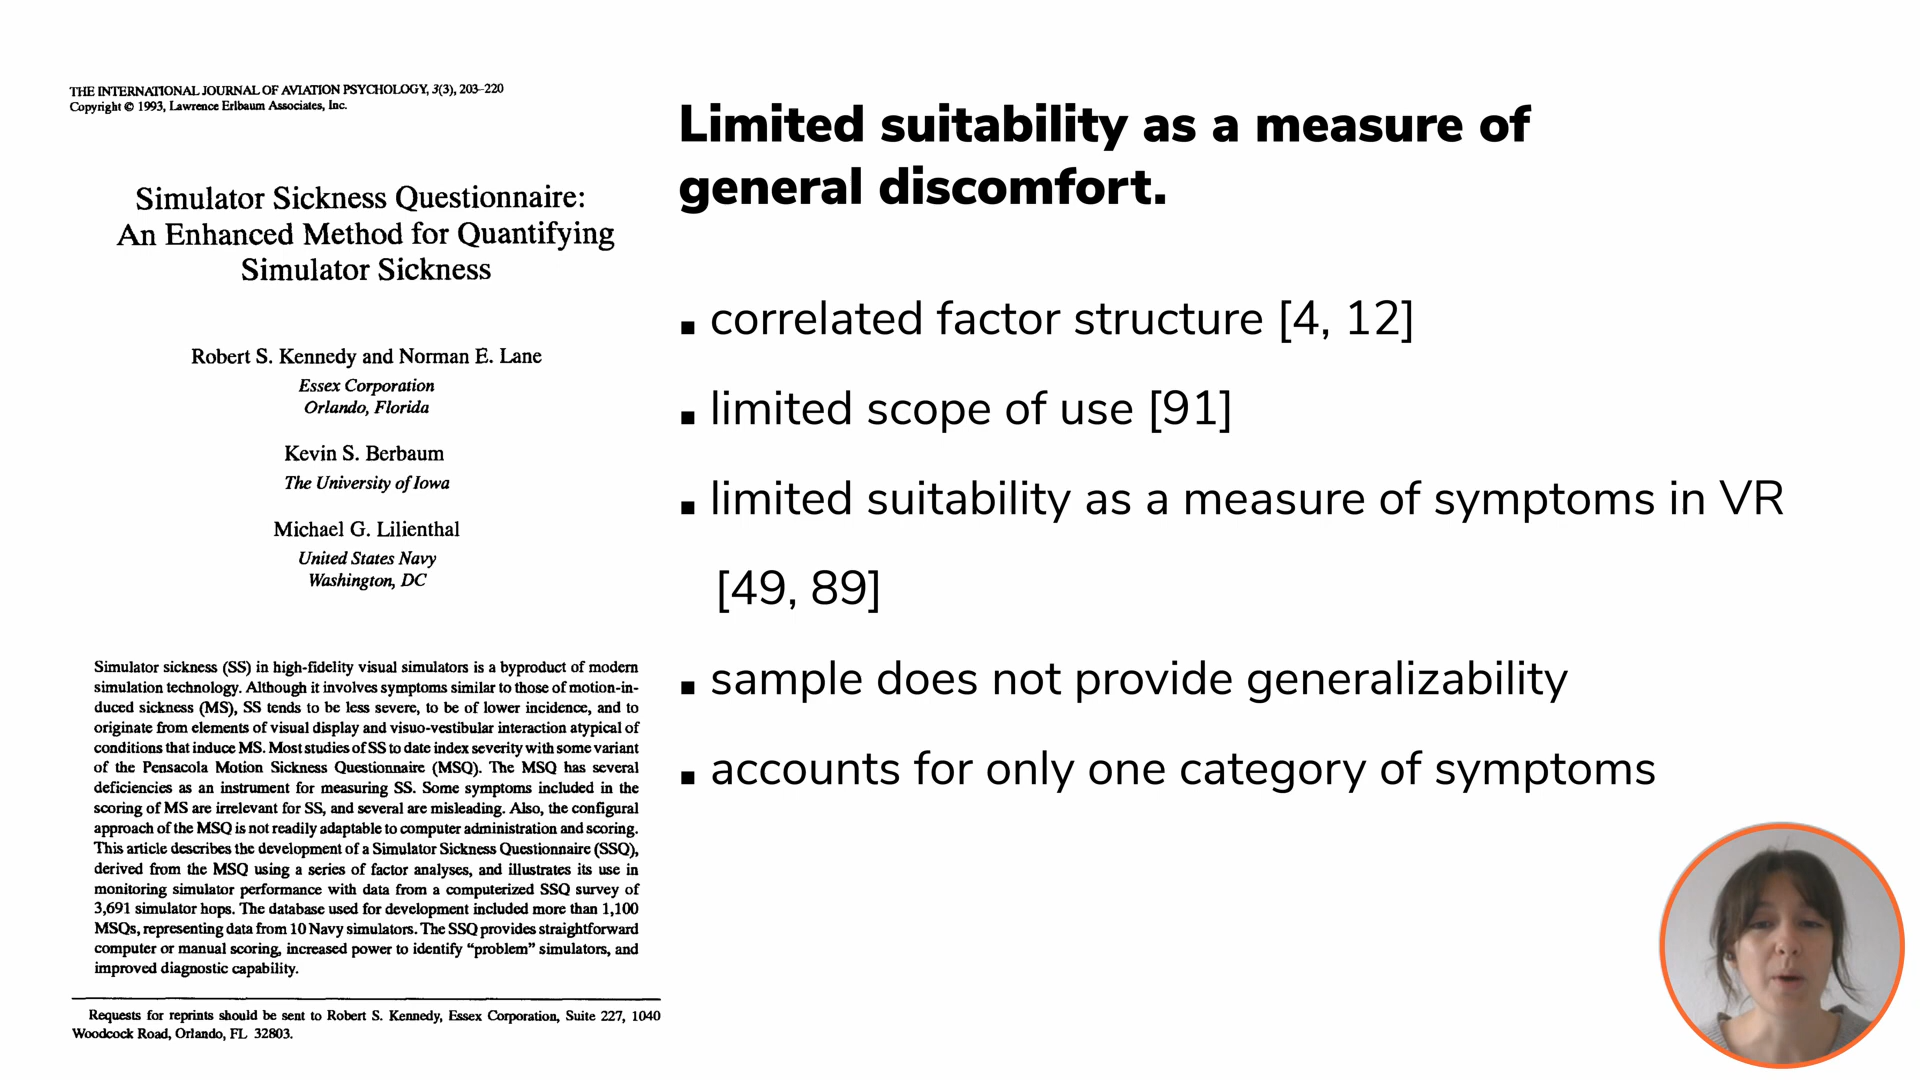 THE INTERNATIONAL JOURNAL OF AVIATION PSYCHOLOGY, 3(3), 203–220
Copyright © 1993, Lawrence Erlbaum Associates, Inc.
Simulator Sickness Questionnaire:
An Enhanced Method for Quantifying
Simulator Sickness
Robert S. Kennedy and Norman E. Lane
Essex Corporation
Orlando, Florida
Kevin S. Berbaum
The University of Iowa
Michael G. Lilienthal
United States Navy
Washington, DC
Simulator sickness (SS) in high-fidelity visual simulators is a byproduct of modern
simulation technology. Although it involves symptoms similar to those of motion-in-
duced sickness (MS), SS tends to be less severe, to be of lower incidence, and to
originate from elements of visual display and visuo-vestibular interaction atypical of
conditions that induce MS. Most studies of SS to date index severity with some variant
of the Pensacola Motion Sickness Questionnaire (MSQ). The MSQ has several
deficiencies as an instrument for measuring SS. Some symptoms included in the
scoring of MS are irrelevant for SS, and several are misleading. Also, the configural
approach of the MSQ is not readily adaptable to computer administration and scoring.
This article describes the development of a Simulator Sickness Questionnaire (SSQ),
derived from the MSQ using a series of factor analyses, and illustrates its use in
monitoring simulator performance with data from a computerized SSQ survey of
3,691 simulator hops. The database used for development included more than 1,100
MSQs, representing data from 10 Navy simulators. The SSQ provides straightforward
computer or manual scoring, increased power to identify “problem” simulators, and
improved diagnostic capability.
Requests for reprints should be sent to Robert S. Kennedy, Essex Corporation, Suite 227, 1040
Woodcock Road, Orlando, FL 32803.
Limited suitability as a measure of
general discomfort.
▪ correlated factor structure [4, 12]
▪ limited scope of use [91]
▪ limited suitability as a measure of symptoms in VR
[49, 89]
▪ sample does not provide generalizability
▪ accounts for only one category of symptoms